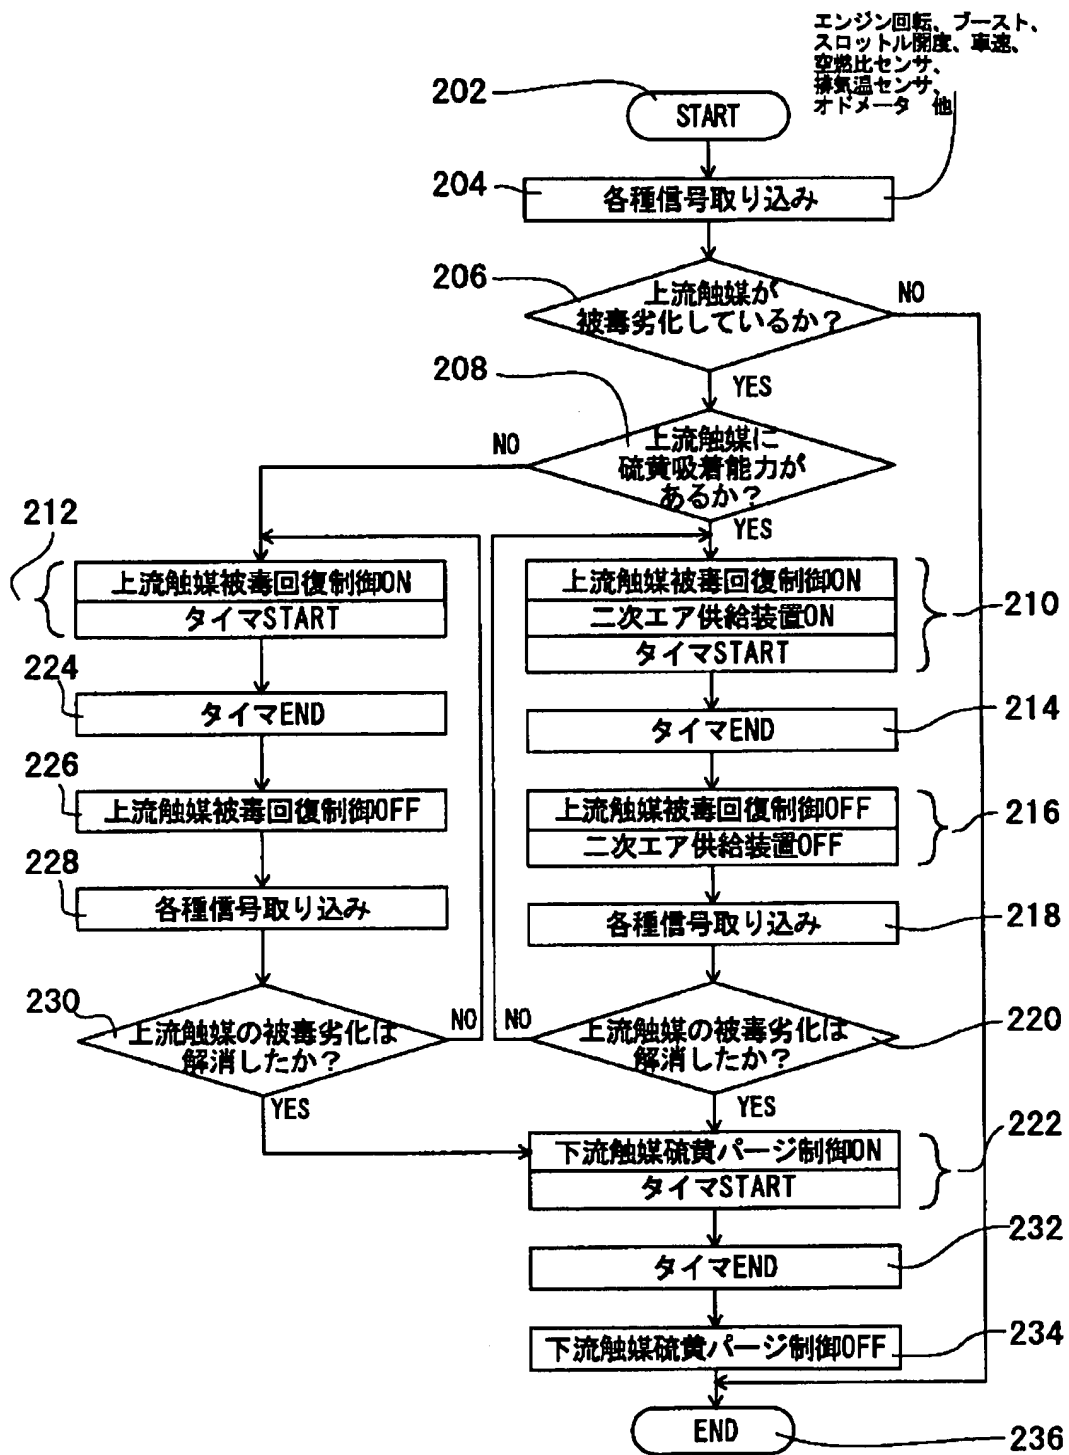 エンジン回転、ブースト、
スロットル開度、車速、
空燃比センサ、
排気温センサ、
オドメータ 他
202
START
204
各種信号取り込み
206
上流触媒が
被毒劣化しているか?
NO
YES
208
上流触媒に
硫黄吸着能力が
あるか?
NO
YES
212
上流触媒被毒回復制御ON
タイマSTART
上流触媒被毒回復制御ON
二次エア供給装置ON
タイマSTART
210
224
タイマEND
タイマEND
214
226
上流触媒被毒回復制御OFF
上流触媒被毒回復制御OFF
二次エア供給装置OFF
216
228
各種信号取り込み
各種信号取り込み
218
230
上流触媒の被毒劣化は
解消したか?
NO
YES
NO
上流触媒の被毒劣化は
解消したか?
220
YES
下流触媒硫黄パージ制御ON
タイマSTART
222
タイマEND
232
下流触媒硫黄パージ制御OFF
234
END
236